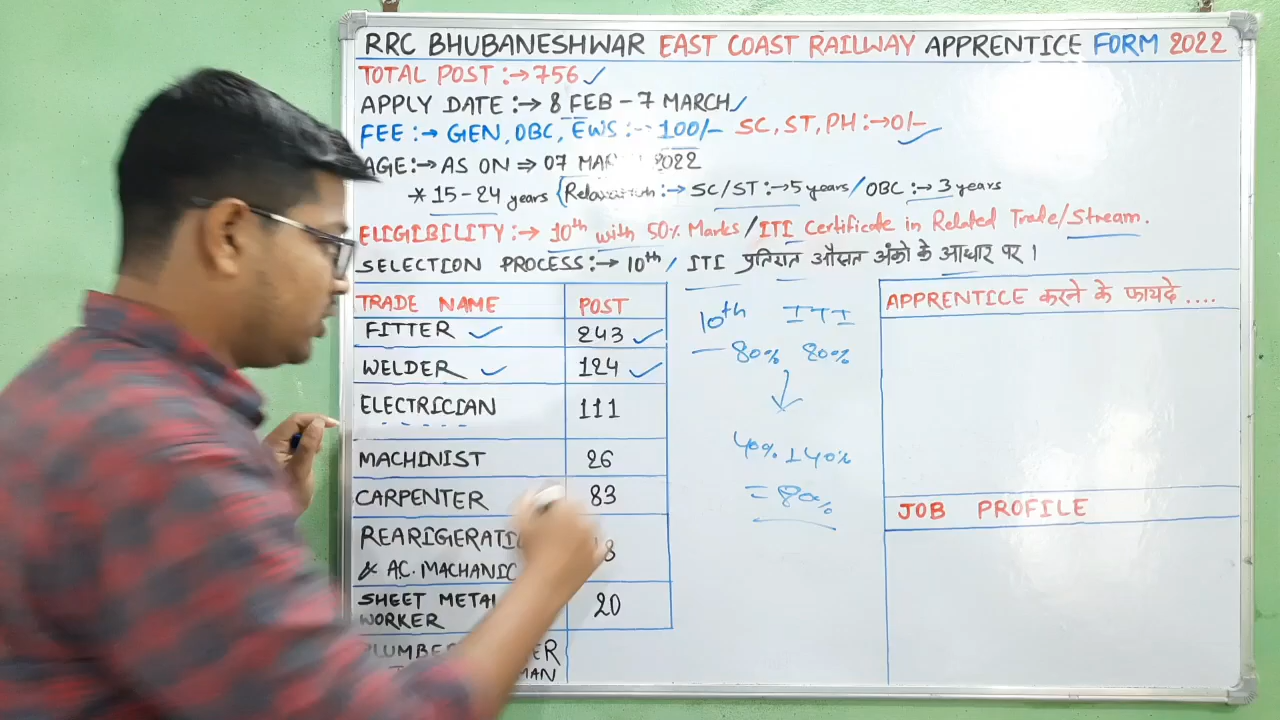 RRC BHUBANESHWAR EAST COAST RAILWAY APPRENTICE FORM 2022
TOTAL POST :→ 756 ✓
APPLY DATE :→ 8 FEB - 7 MARCH
FEE :→ GEN, OBC, EWS :→ 100/- SC, ST, PH :→ 0/-
AGE :→ AS ON ⇒ 07 2022
* 15-24 years (Relaxation :→ SC/ST :→ 5 years / OBC :→ 3 years
ELIGIBILITY :→ 10th with 50% Marks / ITI Certificate in Related Trade/Stream.
SELECTION PROCESS :→ 10th / ITI प्रतिशत औसत अंको के आधार पर ।
TRADE NAME POST
FITTER ✓ 243 ✓
WELDER ✓ 124 ✓
ELECTRICIAN 111
MACHINIST 26
CARPENTER 83
& A.C. MACHANIC
SHEET METAL
WORKER 20
10th ITI
- 80% 80%
↓
40% + 40%
= 80%
APPRENTICE करने के फायदे ....
JOB PROFILE